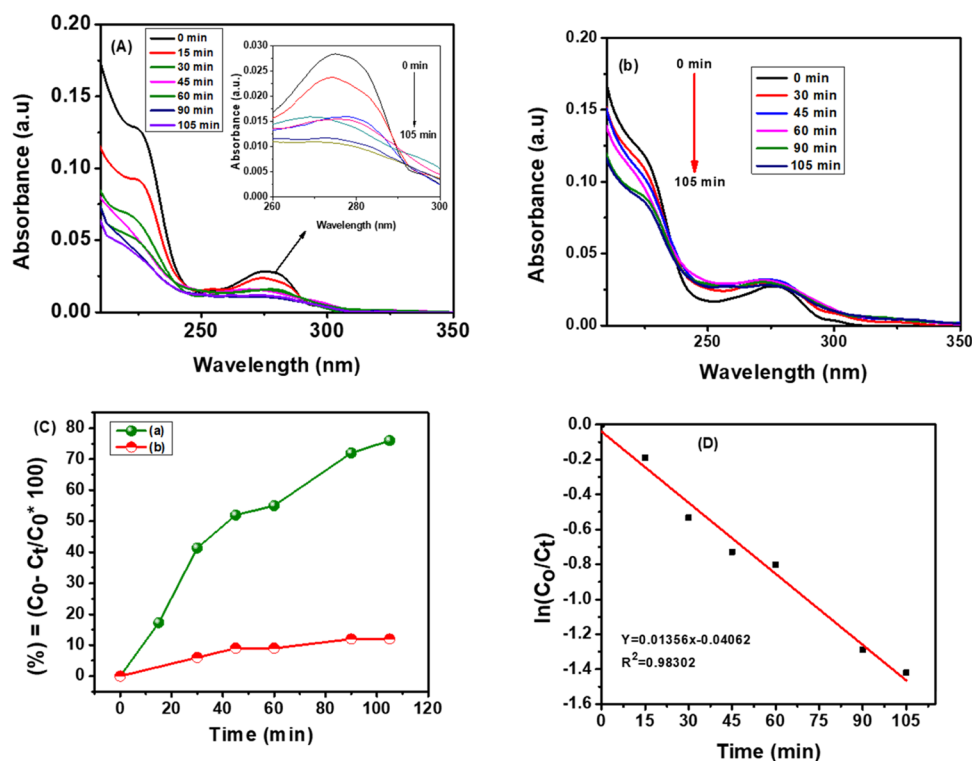 (A)
0 min
15 min
30 min
45 min
60 min
90 min
105 min
Absorbance (a.u)
0.20
0.15
0.10
0.05
0.00
250
300
350
Wavelength (nm)
0.030
0.025
0.020
0.015
0.010
0.005
0.000
Absorbance (a.u.)
0 min
105 min
260
280
300
Wavelength (nm)
(b)
0 min
105 min
0 min
30 min
45 min
60 min
90 min
105 min
Absorbance (a.u)
0.20
0.15
0.10
0.05
0.00
250
300
350
Wavelength (nm)
(C)
(a)
(b)
(%) = (C0- Ct/C0* 100)
80
70
60
50
40
30
20
10
0
0
20
40
60
80
100
120
Time (min)
(D)
ln(Co/Ct)
0.0
-0.2
-0.4
-0.6
-0.8
-1.0
-1.2
-1.4
-1.6
Y=0.01356x-0.04062
R²=0.98302
0
15
30
45
60
75
90
105
Time (min)